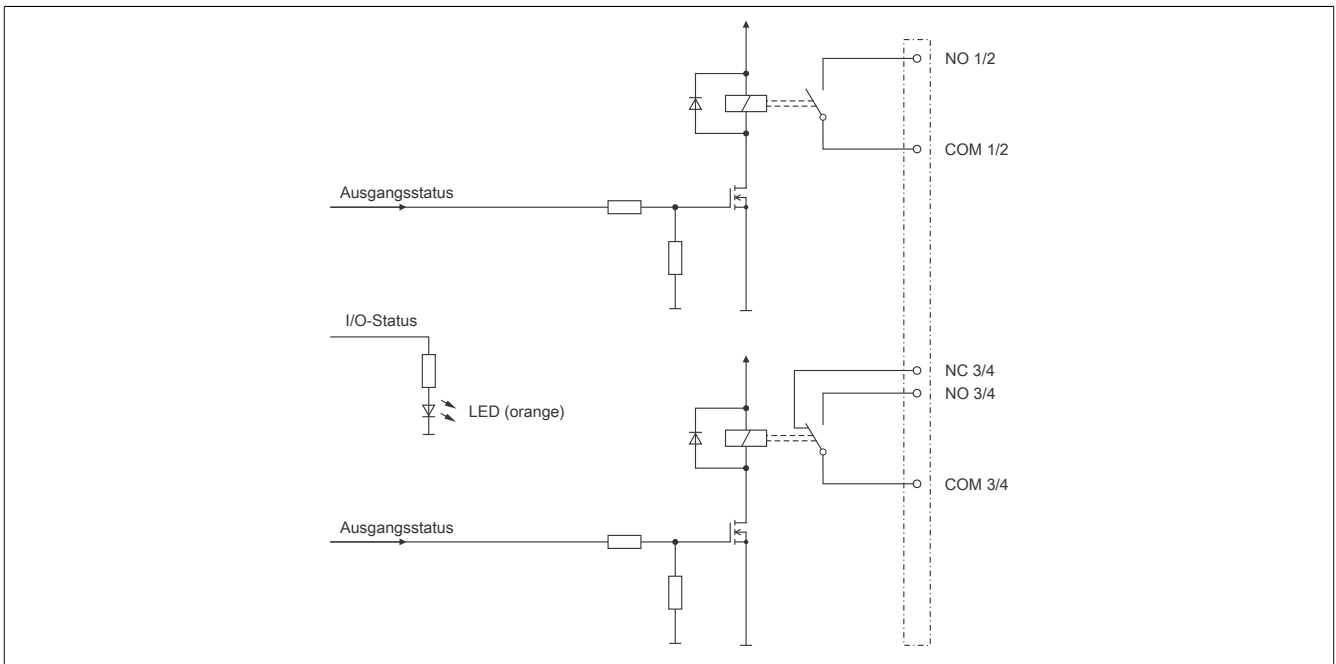 NO 1/2
COM 1/2
Ausgangsstatus
I/O-Status
LED (orange)
NC 3/4
NO 3/4
COM 3/4
Ausgangsstatus